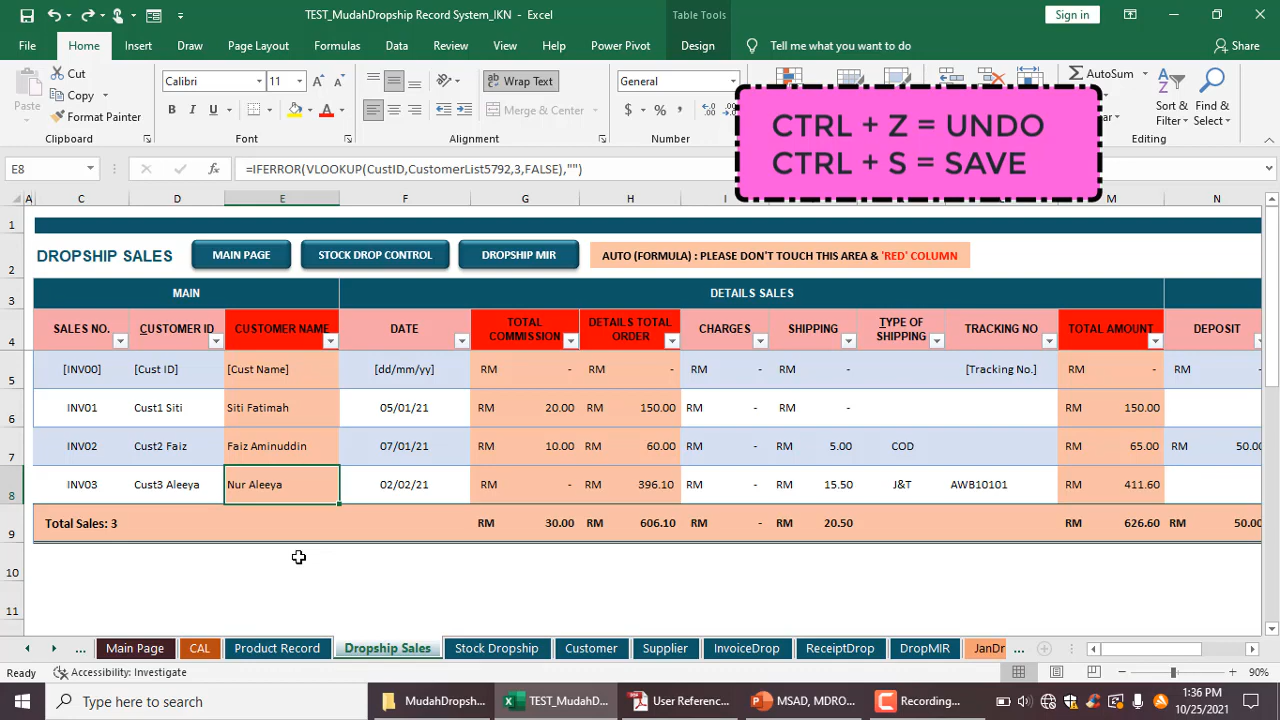 TEST_MudahDropship Record System_IKN - Excel
Table Tools
Sign in
File Home Insert Draw Page Layout Formulas Data Review View Help Power Pivot Design Tell me what you want to do Share
Paste
Cut
Copy
Format Painter
Clipboard
Calibri 11
B I U
Font
Wrap Text
Merge & Center
Alignment
General
$ % ,
Number
AutoSum
Sort & Filter
Find & Select
Editing
CTRL + Z = UNDO
CTRL + S = SAVE
E8 fx =IFERROR(VLOOKUP(CustID,CustomerList5792,3,FALSE),"")
A C D E F G H I M N
1
2 DROPSHIP SALES MAIN PAGE STOCK DROP CONTROL DROPSHIP MIR AUTO (FORMULA) : PLEASE DON'T TOUCH THIS AREA & 'RED' COLUMN
3 MAIN DETAILS SALES
4 SALES NO. CUSTOMER ID CUSTOMER NAME DATE TOTAL COMMISSION DETAILS TOTAL ORDER CHARGES SHIPPING TYPE OF SHIPPING TRACKING NO TOTAL AMOUNT DEPOSIT
5 [INV00] [Cust ID] [Cust Name] [dd/mm/yy] RM - RM - RM - RM - [Tracking No.] RM - RM
6 INV01 Cust1 Siti Siti Fatimah 05/01/21 RM 20.00 RM 150.00 RM - RM - RM 150.00
7 INV02 Cust2 Faiz Faiz Aminuddin 07/01/21 RM 10.00 RM 60.00 RM - RM 5.00 COD RM 65.00 RM 50.00
8 INV03 Cust3 Aleeya Nur Aleeya 02/02/21 RM - RM 396.10 RM - RM 15.50 J&T AWB10101 RM 411.60
9 Total Sales: 3 RM 30.00 RM 606.10 RM - RM 20.50 RM 626.60 RM 50.00
10
11
... Main Page CAL Product Record Dropship Sales Stock Dropship Customer Supplier InvoiceDrop ReceiptDrop DropMIR JanDr ...
Ready Accessibility: Investigate 90%
Type here to search MudahDropsh... TEST_MudahD... User Referenc... MSAD, MDRO... Recording... 1:36 PM
10/25/2021